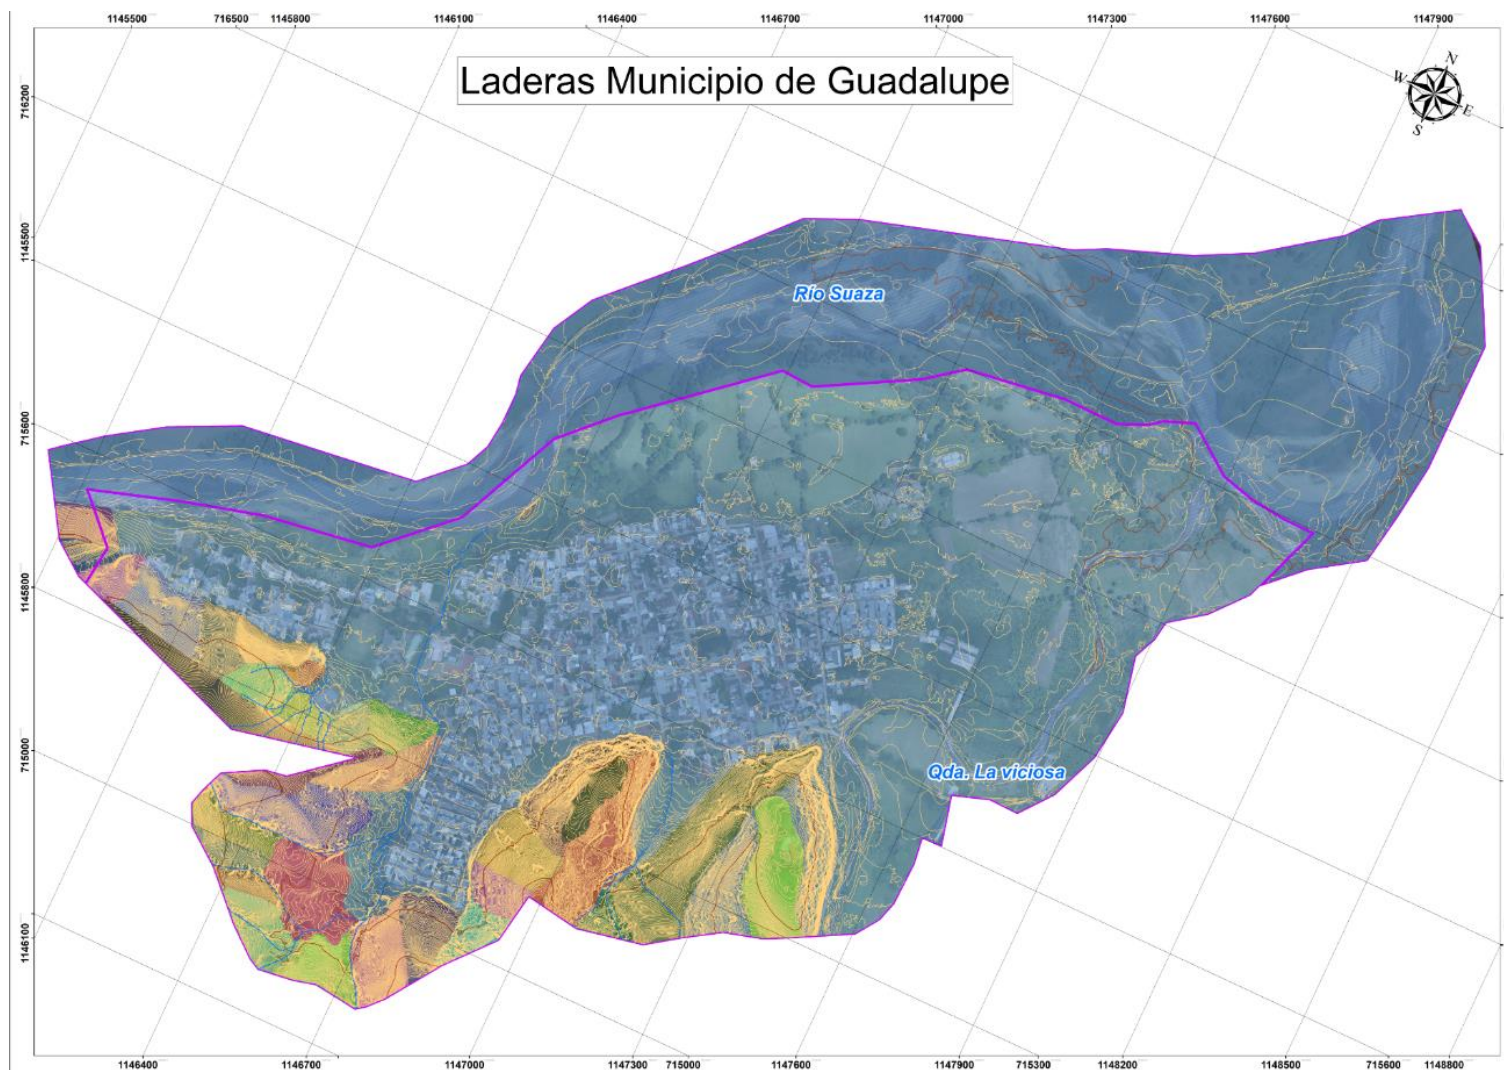 1145500 716500 1145800 1146100 1146400 1146700 1147000 1147300 1147600 1147900
Laderas Municipio de Guadalupe
N
W
E
S
716200
1145500
Río Suaza
715600
1145800
715000
Qda. La viciosa
1146100
1146400 1146700 1147000 1147300 715000 1147600 1147900 715300 1148200 1148500 715600 1148800